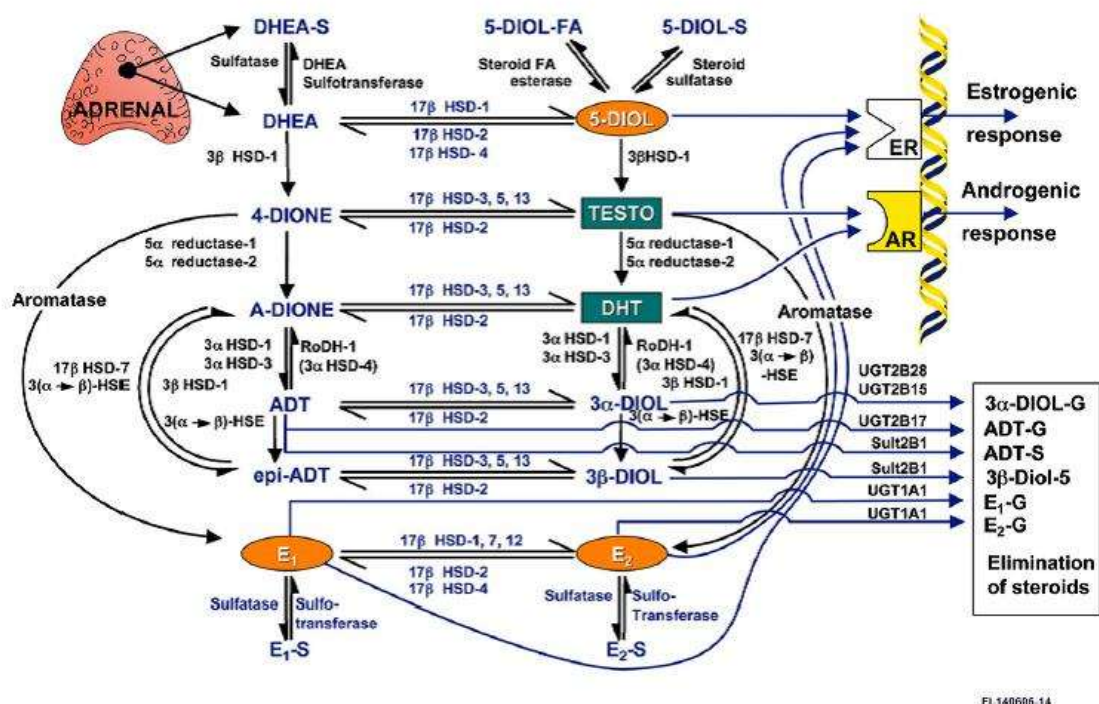 DHEA-S
5-DIOL-FA
5-DIOL-S
Sulfatase
DHEA
Sulfotransferase
Steroid FA
esterase
Steroid
sulfatase
ADRENAL
DHEA
17β HSD-1
17β HSD-2
17β HSD- 4
5-DIOL
ER
Estrogenic
response
3β HSD-1
3βHSD-1
4-DIONE
17β HSD-3, 5, 13
17β HSD-2
TESTO
AR
Androgenic
response
5α reductase-1
5α reductase-2
5α reductase-1
5α reductase-2
Aromatase
A-DIONE
17β HSD-3, 5, 13
17β HSD-2
DHT
Aromatase
17β HSD-7
3(α → β)-HSE
3α HSD-1
3α HSD-3
RoDH-1
(3α HSD-4)
3β HSD-1
3α HSD-1
3α HSD-3
RoDH-1
(3α HSD-4)
3β HSD-1
17β HSD-7
3(α → β)
-HSE
ADT
17β HSD-3, 5, 13
17β HSD-2
3α-DIOL
3(α → β)-HSE
3(α → β)-HSE
epi-ADT
17β HSD-3, 5, 13
17β HSD-2
3β-DIOL
UGT2B28
UGT2B15
UGT2B17
Sult2B1
Sult2B1
UGT1A1
UGT1A1
3α-DIOL-G
ADT-G
ADT-S
3β-Diol-5
E₁-G
E₂-G
Elimination
of steroids
E₁
17β HSD-1, 7, 12
17β HSD-2
17β HSD-4
E₂
Sulfatase
Sulfo-
transferase
Sulfatase
Sulfo-
Transferase
E₁-S
E₂-S
FL140606-14